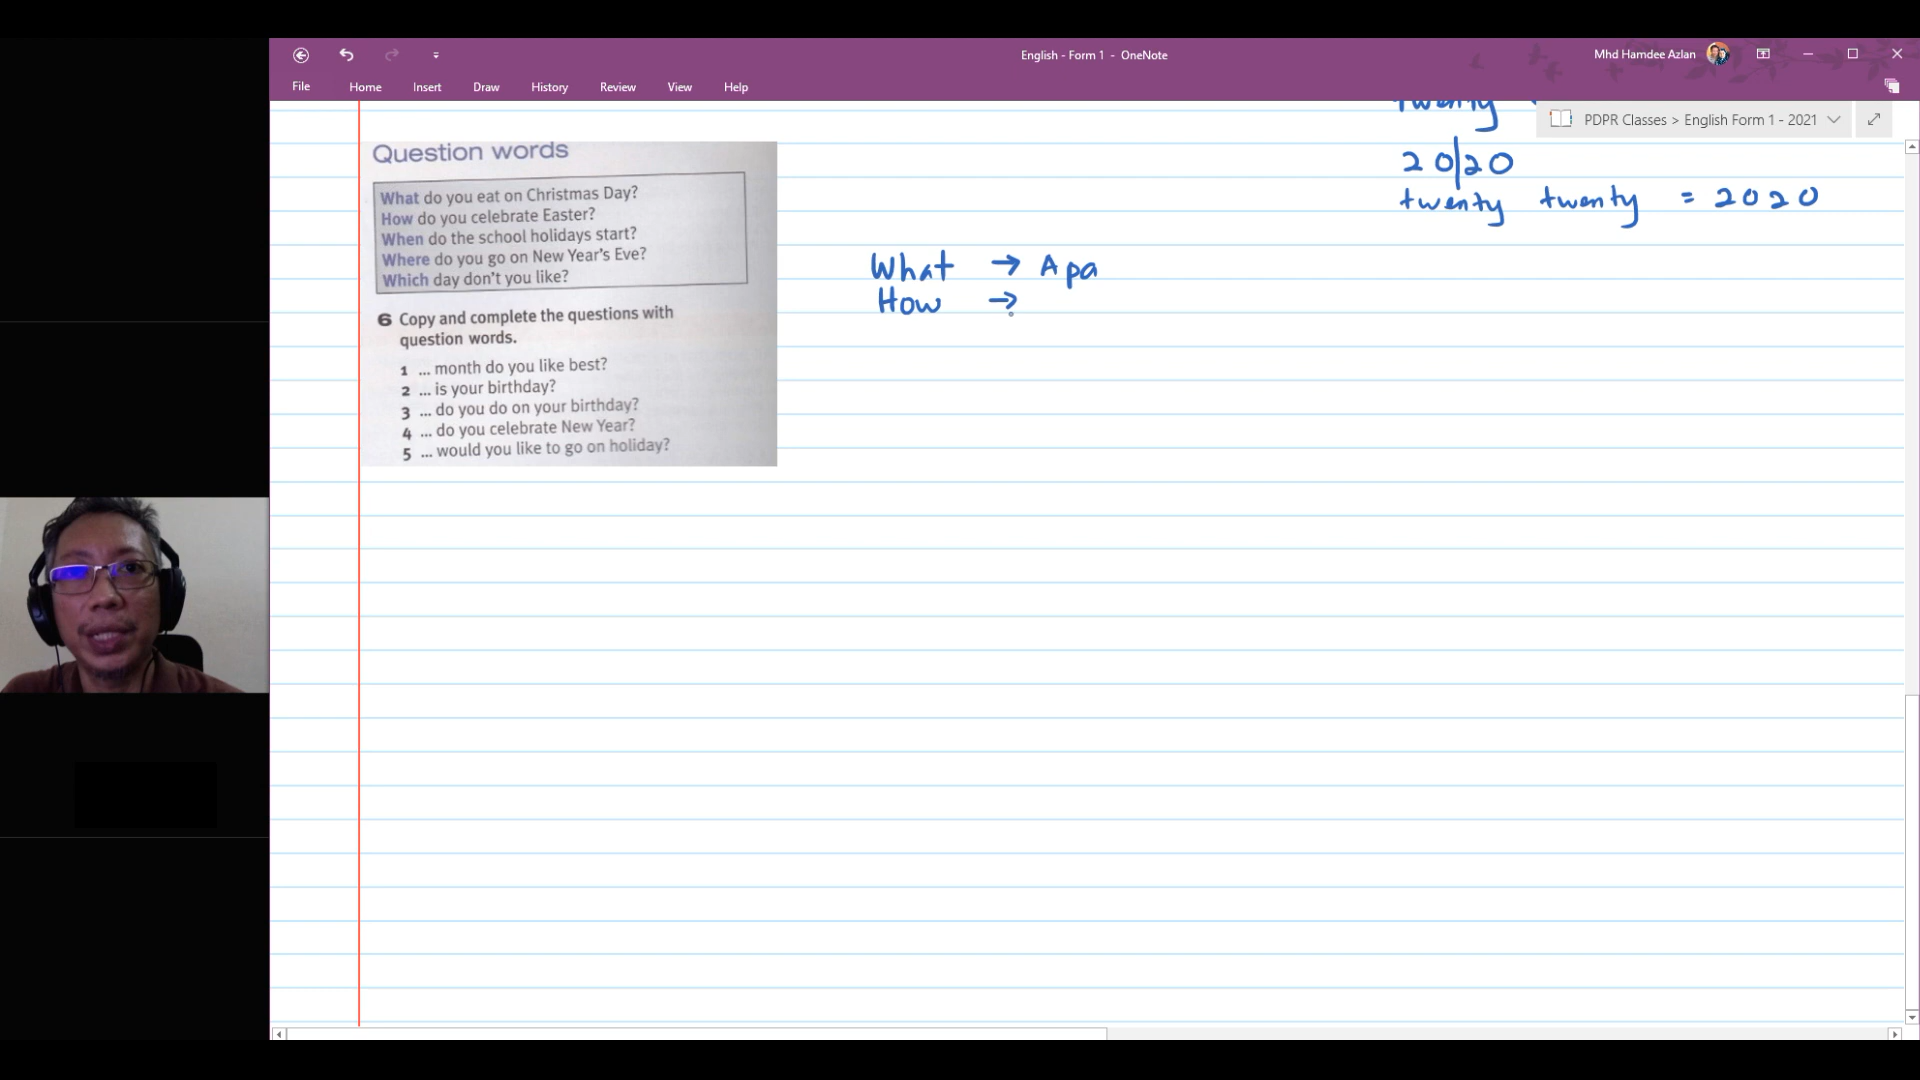 English - Form 1 - OneNote
Mhd Hamdee Azlan
File Home Insert Draw History Review View Help
PDPR Classes > English Form 1 - 2021
twenty
20|20
twenty twenty = 2020
Question words
What do you eat on Christmas Day?
How do you celebrate Easter?
When do the school holidays start?
Where do you go on New Year's Eve?
Which day don't you like?
6 Copy and complete the questions with
question words.
1 ... month do you like best?
2 ... is your birthday?
3 ... do you do on your birthday?
4 ... do you celebrate New Year?
5 ... would you like to go on holiday?
What → Apa
How →